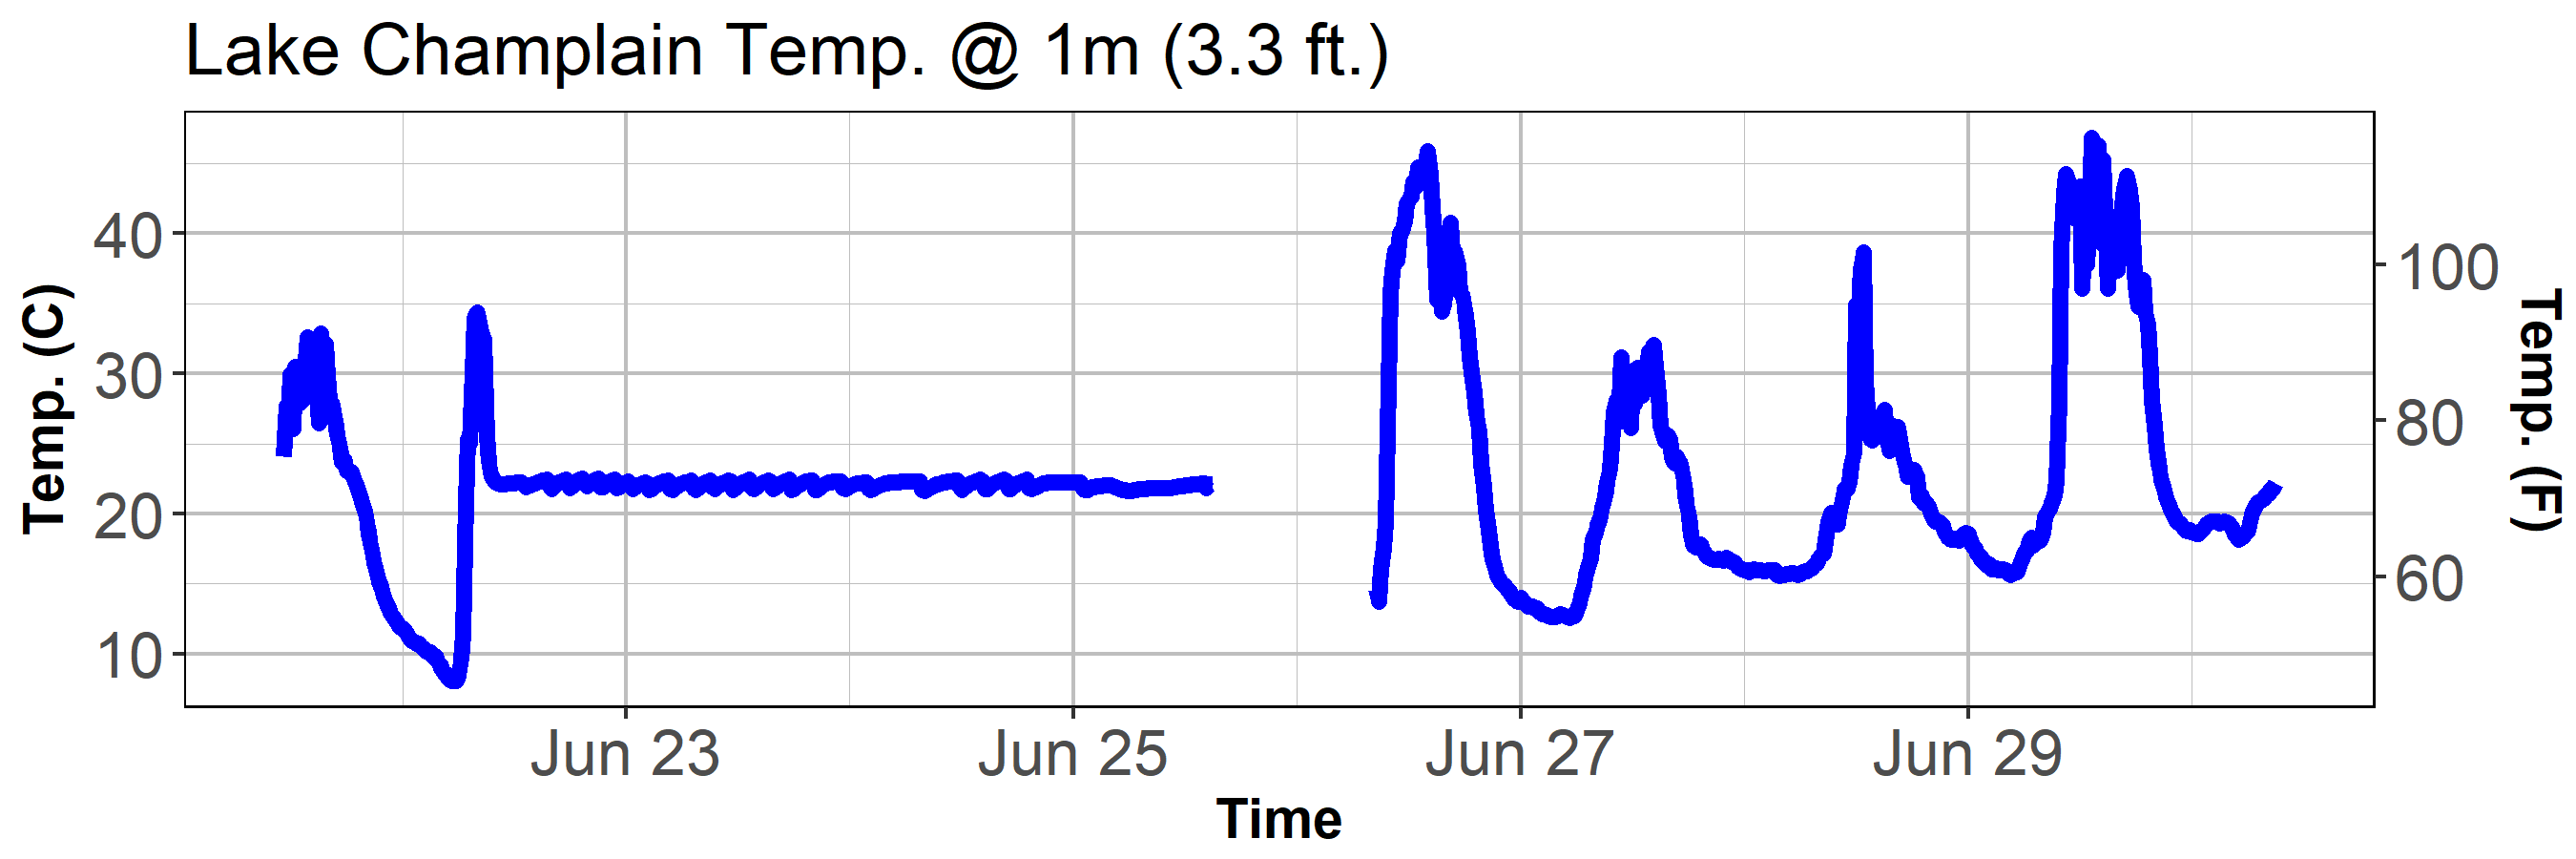 Lake Champlain Temp. @ 1m (3.3 ft.)
Temp. (C)
40
30
20
10
100
80
60
Temp. (F)
Jun 23
Jun 25
Jun 27
Jun 29
Time